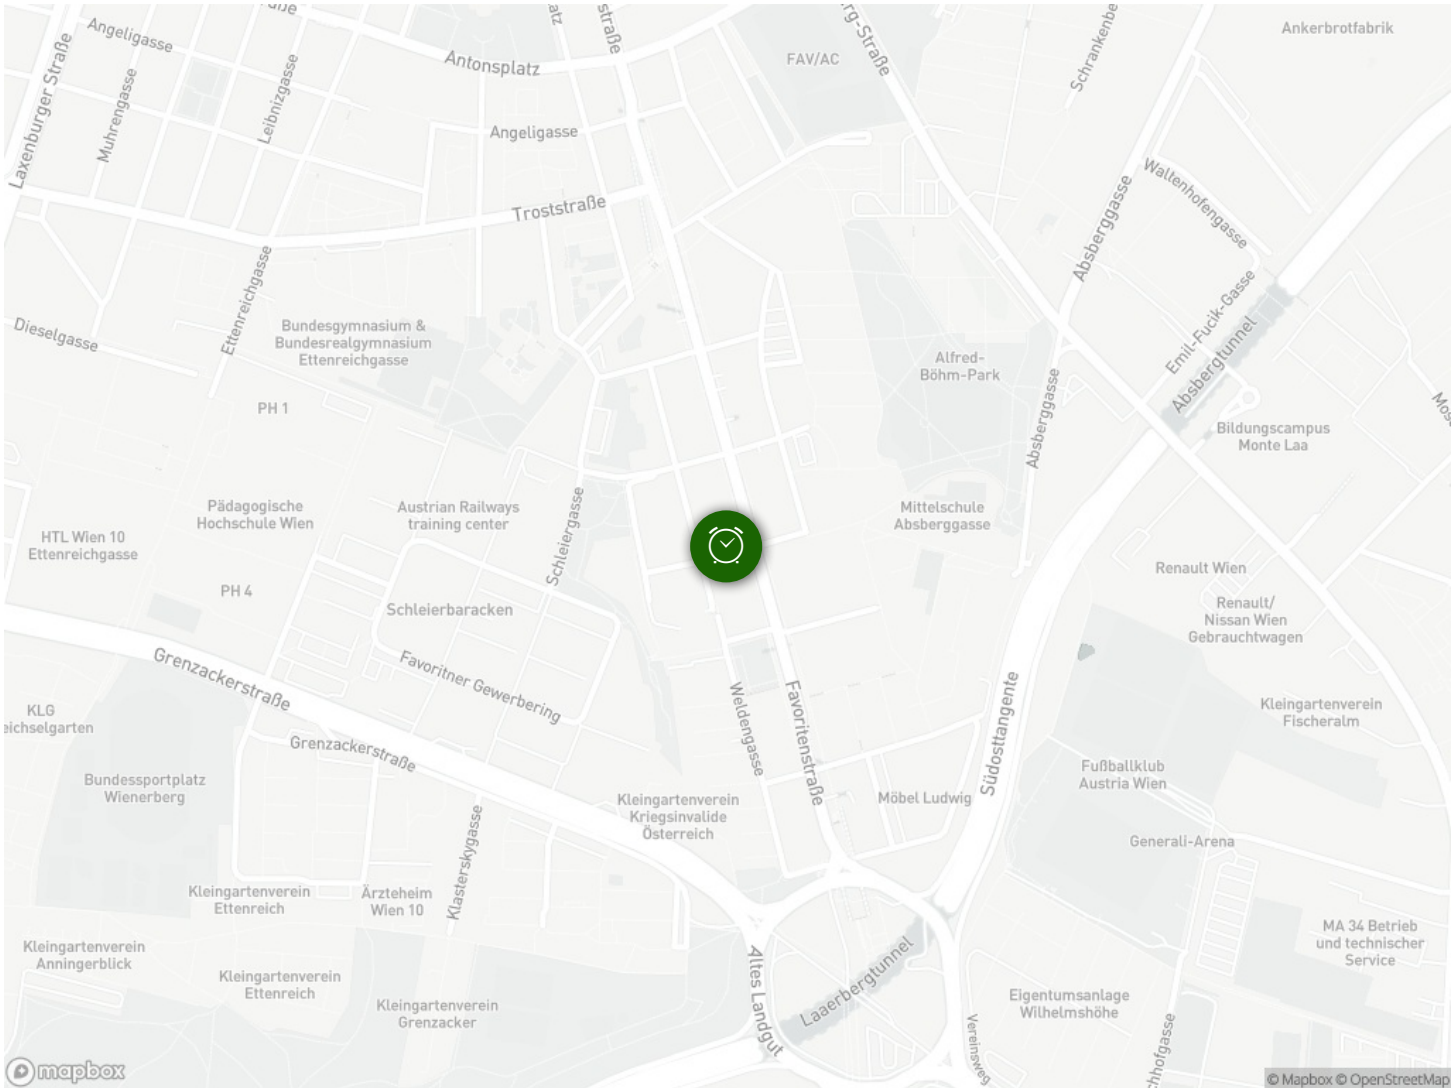 Laxenburger Straße
Angeligasse
Muhrengasse
Leibnizgasse
Antonsplatz
Angeligasse
straße
FAV/AC
Schrankenbe
Ankerbrotfabrik
Troststraße
Ettenreichgasse
Dieselgasse
Bundesgymnasium &
Bundesrealgymnasium
Ettenreichgasse
PH 1
Absberggasse
Waltenhofengasse
Emil-Fucik-Gasse
Absbergtunnel
Alfred-
Böhm-Park
Absberggasse
Bildungscampus
Monte Laa
Pädagogische
Hochschule Wien
Austrian Railways
training center
Schleiergasse
HTL Wien 10
Ettenreichgasse
PH 4
Schleierbaracken
Mittelschule
Absberggasse
Renault Wien
Renault/
Nissan Wien
Gebrauchtwagen
Grenzackerstraße
Favoritner Gewerbering
KLG
eichselgarten
Grenzackerstraße
Weldengasse
Favoritenstraße
Südosttangente
Kleingartenverein
Fischeralm
Bundessportplatz
Wienerberg
Kleingartenverein
Kriegsinvalide
Österreich
Möbel Ludwig
Fußballklub
Austria Wien
Generali-Arena
Klasterskygasse
Kleingartenverein
Ettenreich
Ärzteheim
Wien 10
Kleingartenverein
Anningerblick
Kleingartenverein
Ettenreich
Kleingartenverein
Grenzacker
Altes Landgut
Laaerbergtunnel
Vereinsweg
Eigentumsanlage
Wilhelmshöhe
MA 34 Betrieb
und technischer
Service
chhofgasse
mapbox
© Mapbox © OpenStreetMap